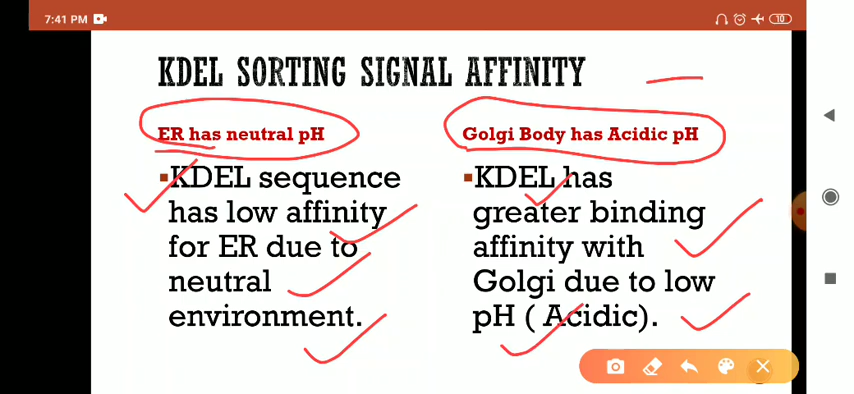 7:41 PM
10
KDEL SORTING SIGNAL AFFINITY
ER has neutral pH
▪KDEL sequence
has low affinity
for ER due to
neutral
environment.
Golgi Body has Acidic pH
▪KDEL has
greater binding
affinity with
Golgi due to low
pH ( Acidic).